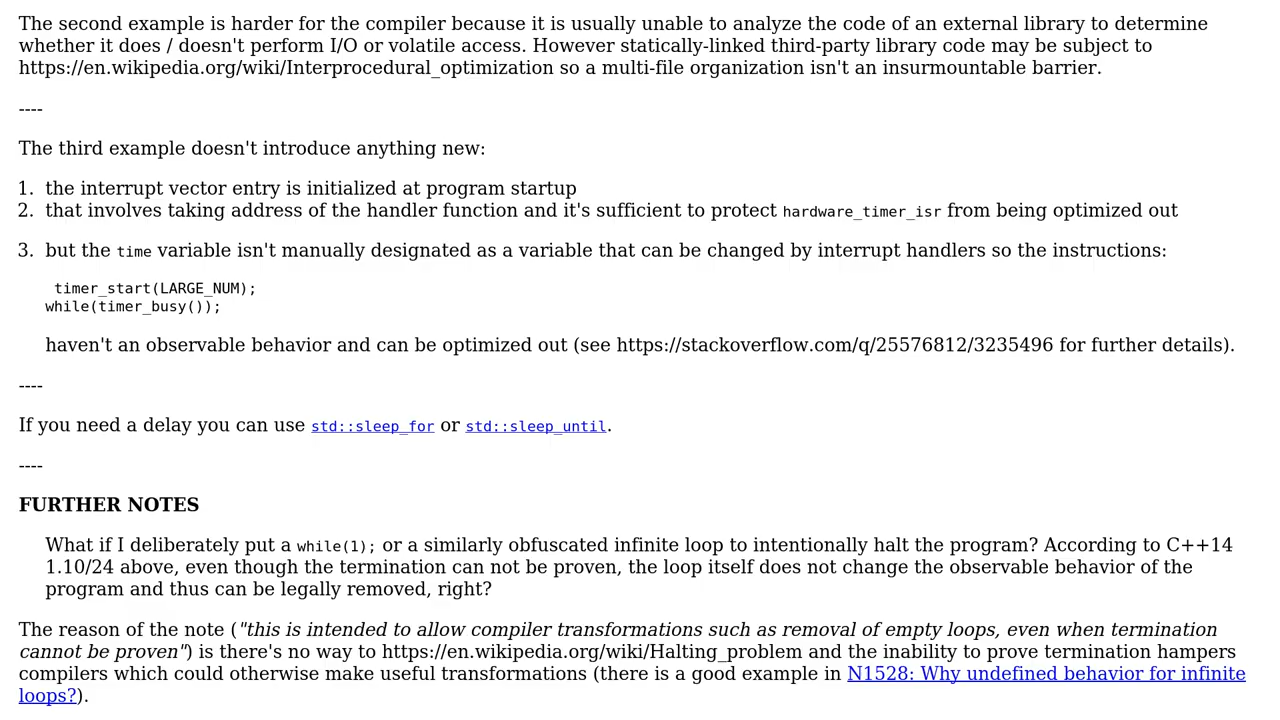 The second example is harder for the compiler because it is usually unable to analyze the code of an external library to determine
whether it does / doesn't perform I/O or volatile access. However statically-linked third-party library code may be subject to
https://en.wikipedia.org/wiki/Interprocedural_optimization so a multi-file organization isn't an insurmountable barrier.
----
The third example doesn't introduce anything new:
1. the interrupt vector entry is initialized at program startup
2. that involves taking address of the handler function and it's sufficient to protect hardware_timer_isr from being optimized out
3. but the time variable isn't manually designated as a variable that can be changed by interrupt handlers so the instructions:
timer_start(LARGE_NUM);
while(timer_busy());
haven't an observable behavior and can be optimized out (see https://stackoverflow.com/q/25576812/3235496 for further details).
----
If you need a delay you can use std::sleep_for or std::sleep_until.
----
FURTHER NOTES
What if I deliberately put a while(1); or a similarly obfuscated infinite loop to intentionally halt the program? According to C++14
1.10/24 above, even though the termination can not be proven, the loop itself does not change the observable behavior of the
program and thus can be legally removed, right?
The reason of the note ("this is intended to allow compiler transformations such as removal of empty loops, even when termination
cannot be proven") is there's no way to https://en.wikipedia.org/wiki/Halting_problem and the inability to prove termination hampers
compilers which could otherwise make useful transformations (there is a good example in N1528: Why undefined behavior for infinite
loops?).